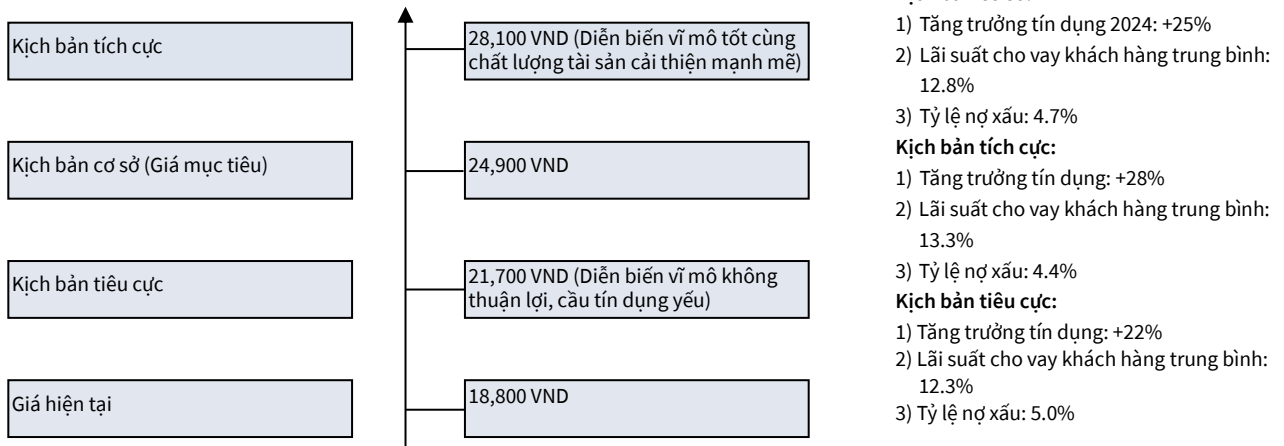 Kịch bản tích cực
28,100 VND (Diễn biến vĩ mô tốt cùng
chất lượng tài sản cải thiện mạnh mẽ)
Kịch bản cơ sở (Giá mục tiêu)
24,900 VND
Kịch bản tiêu cực
21,700 VND (Diễn biến vĩ mô không
thuận lợi, cầu tín dụng yếu)
Giá hiện tại
18,800 VND
1) Tăng trưởng tín dụng 2024: +25%
2) Lãi suất cho vay khách hàng trung bình:
12.8%
3) Tỷ lệ nợ xấu: 4.7%
Kịch bản tích cực:
1) Tăng trưởng tín dụng: +28%
2) Lãi suất cho vay khách hàng trung bình:
13.3%
3) Tỷ lệ nợ xấu: 4.4%
Kịch bản tiêu cực:
1) Tăng trưởng tín dụng: +22%
2) Lãi suất cho vay khách hàng trung bình:
12.3%
3) Tỷ lệ nợ xấu: 5.0%